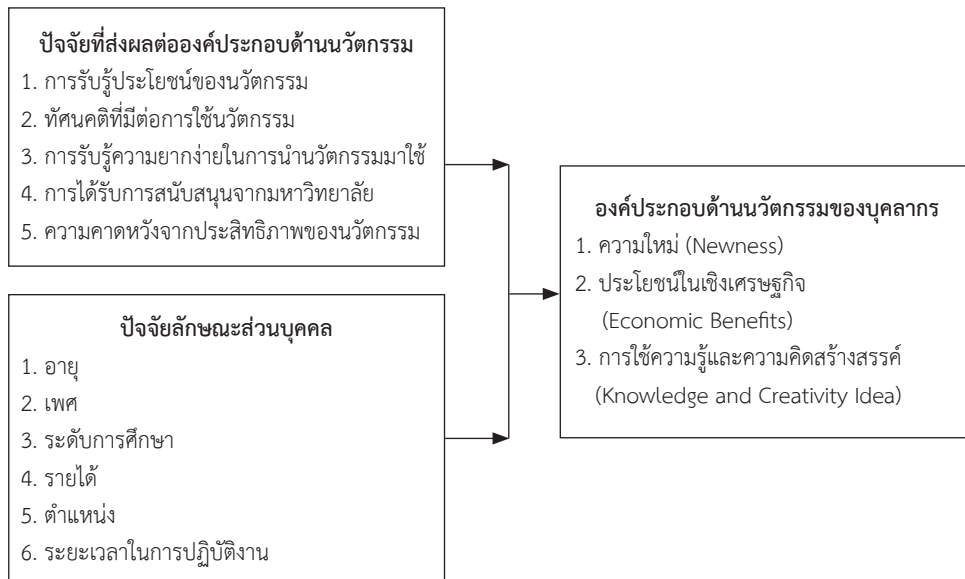 ปัจจัยที่ส่งผลต่อองค์ประกอบด้านนวัตกรรม
1. การรับรู้ประโยชน์ของนวัตกรรม
2. ทัศนคติที่มีต่อการใช้นวัตกรรม
3. การรับรู้ความยากง่ายในการนำนวัตกรรมมาใช้
4. การได้รับการสนับสนุนจากมหาวิทยาลัย
5. ความคาดหวังจากประสิทธิภาพของนวัตกรรม
ปัจจัยลักษณะส่วนบุคคล
1. อายุ
2. เพศ
3. ระดับการศึกษา
4. รายได้
5. ตำแหน่ง
6. ระยะเวลาในการปฏิบัติงาน
องค์ประกอบด้านนวัตกรรมของบุคลากร
1. ความใหม่ (Newness)
2. ประโยชน์ในเชิงเศรษฐกิจ
(Economic Benefits)
3. การใช้ความรู้และความคิดสร้างสรรค์
(Knowledge and Creativity Idea)